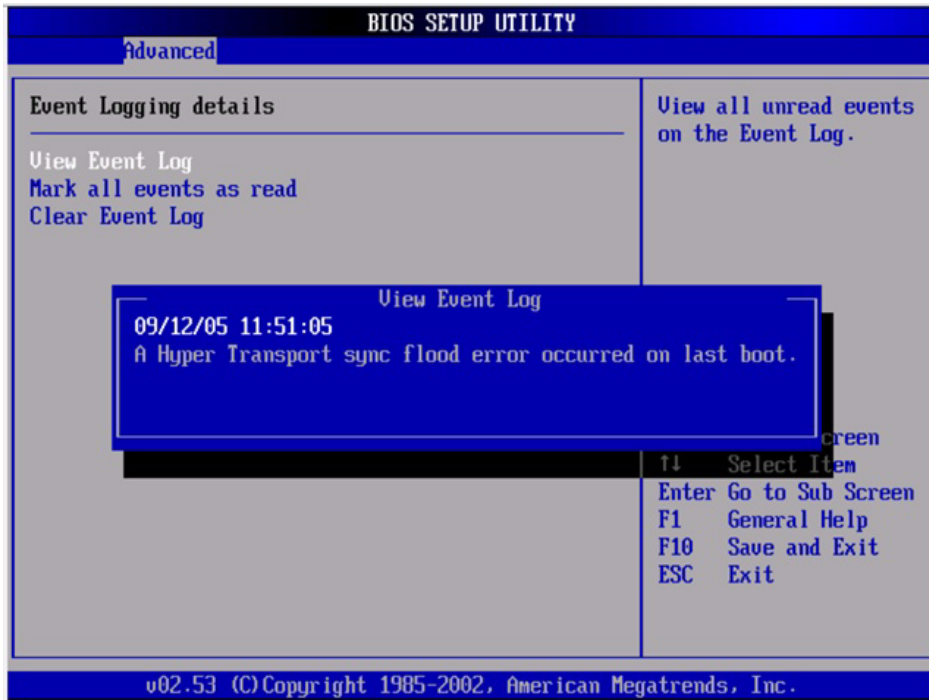 BIOS SETUP UTILITY
Advanced
Event Logging details
View Event Log
Mark all events as read
Clear Event Log
View all unread events
on the Event Log.
View Event Log
09/12/05 11:51:05
A Hyper Transport sync flood error occurred on last boot.
↑↓ Select Item
Enter Go to Sub Screen
F1 General Help
F10 Save and Exit
ESC Exit
v02.53 (C)Copyright 1985-2002, American Megatrends, Inc.